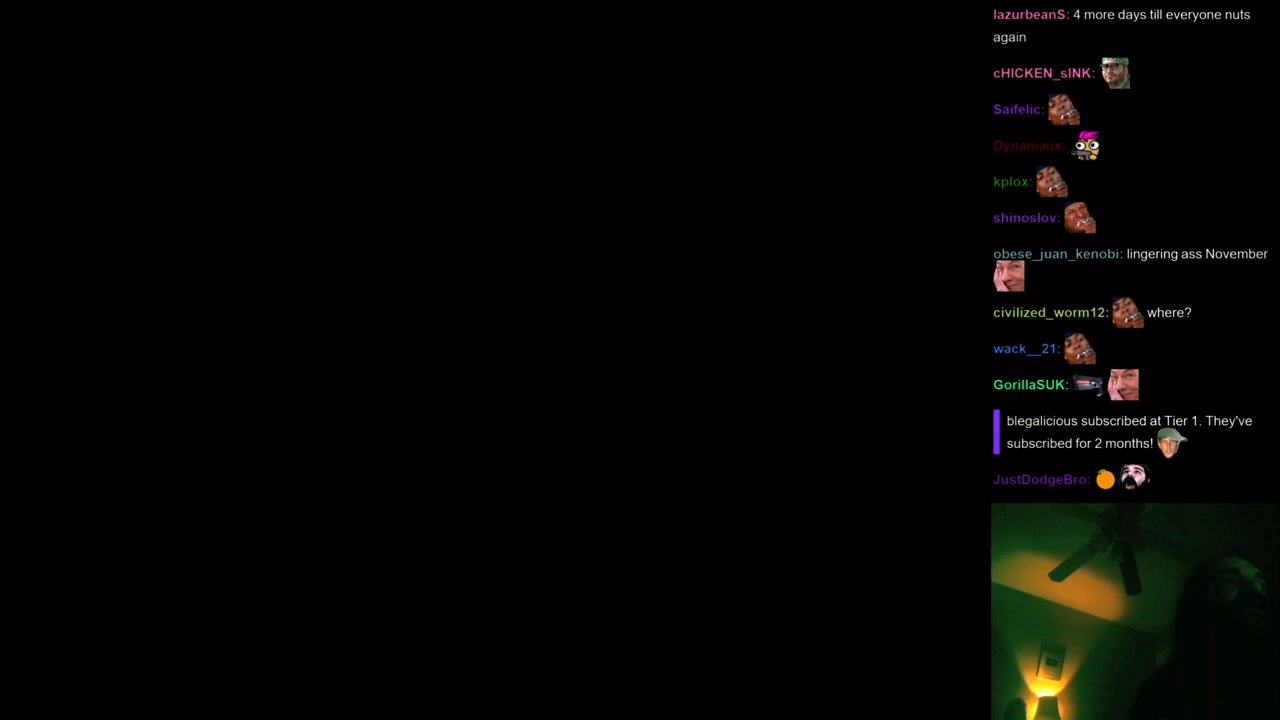 lazurbeanS: 4 more days till everyone nuts
again
cHICKEN_sINK:
Saifelic:
Dynamaux:
kplox:
shinoslov:
obese_juan_kenobi: lingering ass November
civilized_worm12: where?
wack__21:
GorillaSUK:
blegalicious subscribed at Tier 1. They've
subscribed for 2 months!
JustDodgeBro: